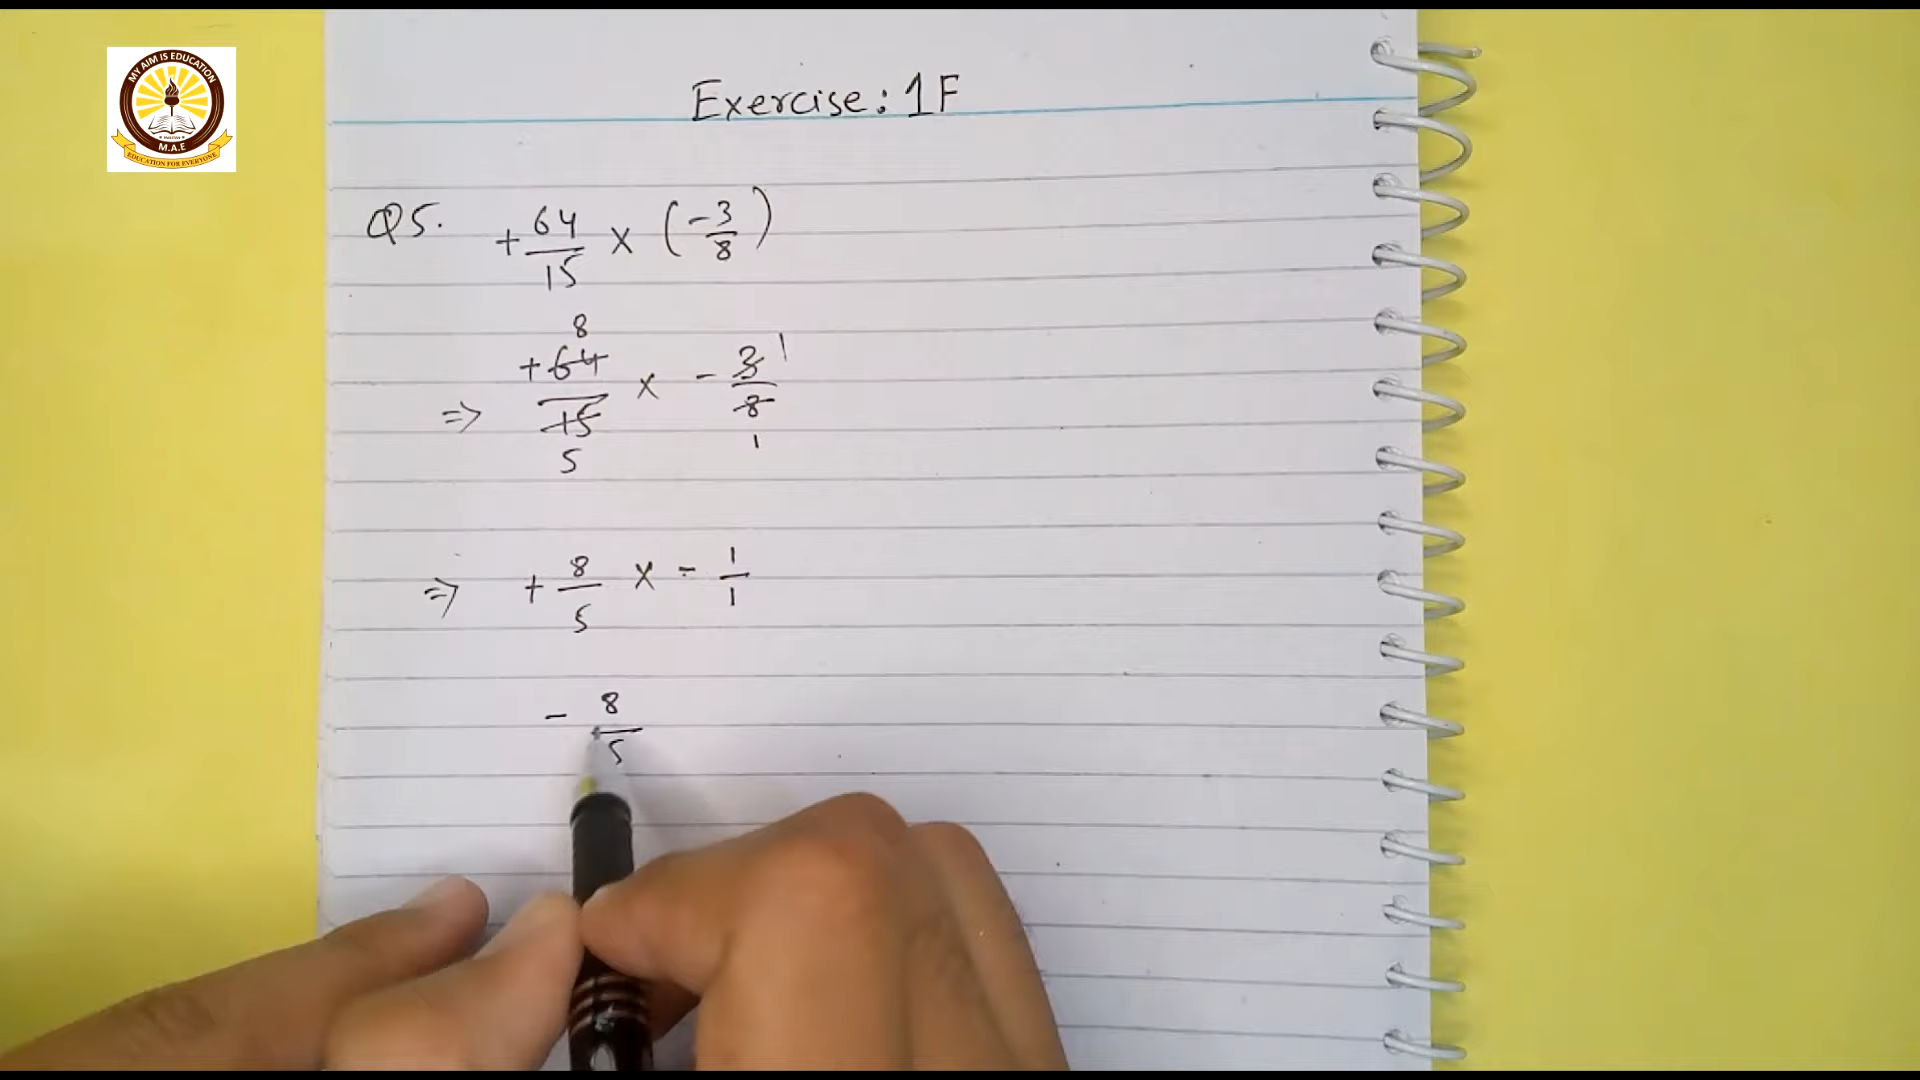 MY AIM IS EDUCATION
PAKISTAN
M.A.E
EDUCATION FOR EVERYONE
Exercise: 1F
Q5. + 64/15 × (-3/8)
8 1
⇒ +64/15 × - 3/8
5 1
⇒ + 8/5 × - 1/1
- 8/5